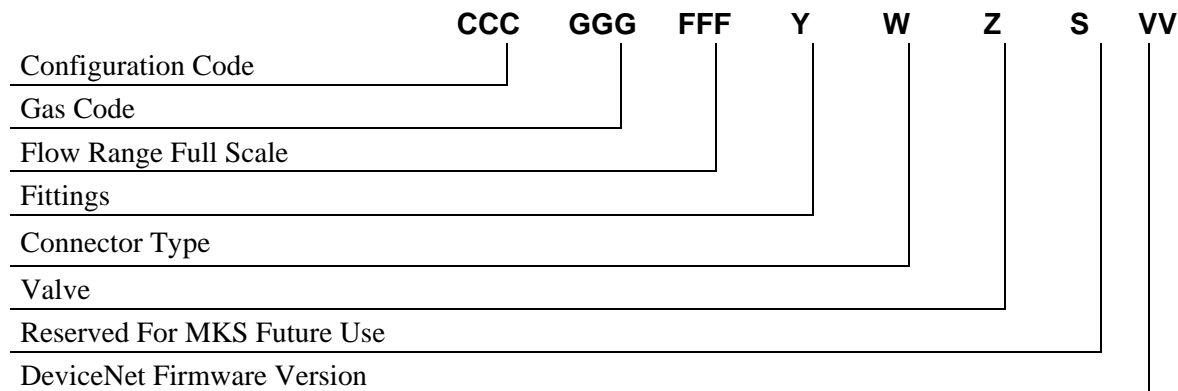 CCC GGG FFF Y W Z S VV
Configuration Code
Gas Code
Flow Range Full Scale
Fittings
Connector Type
Valve
Reserved For MKS Future Use
DeviceNet Firmware Version